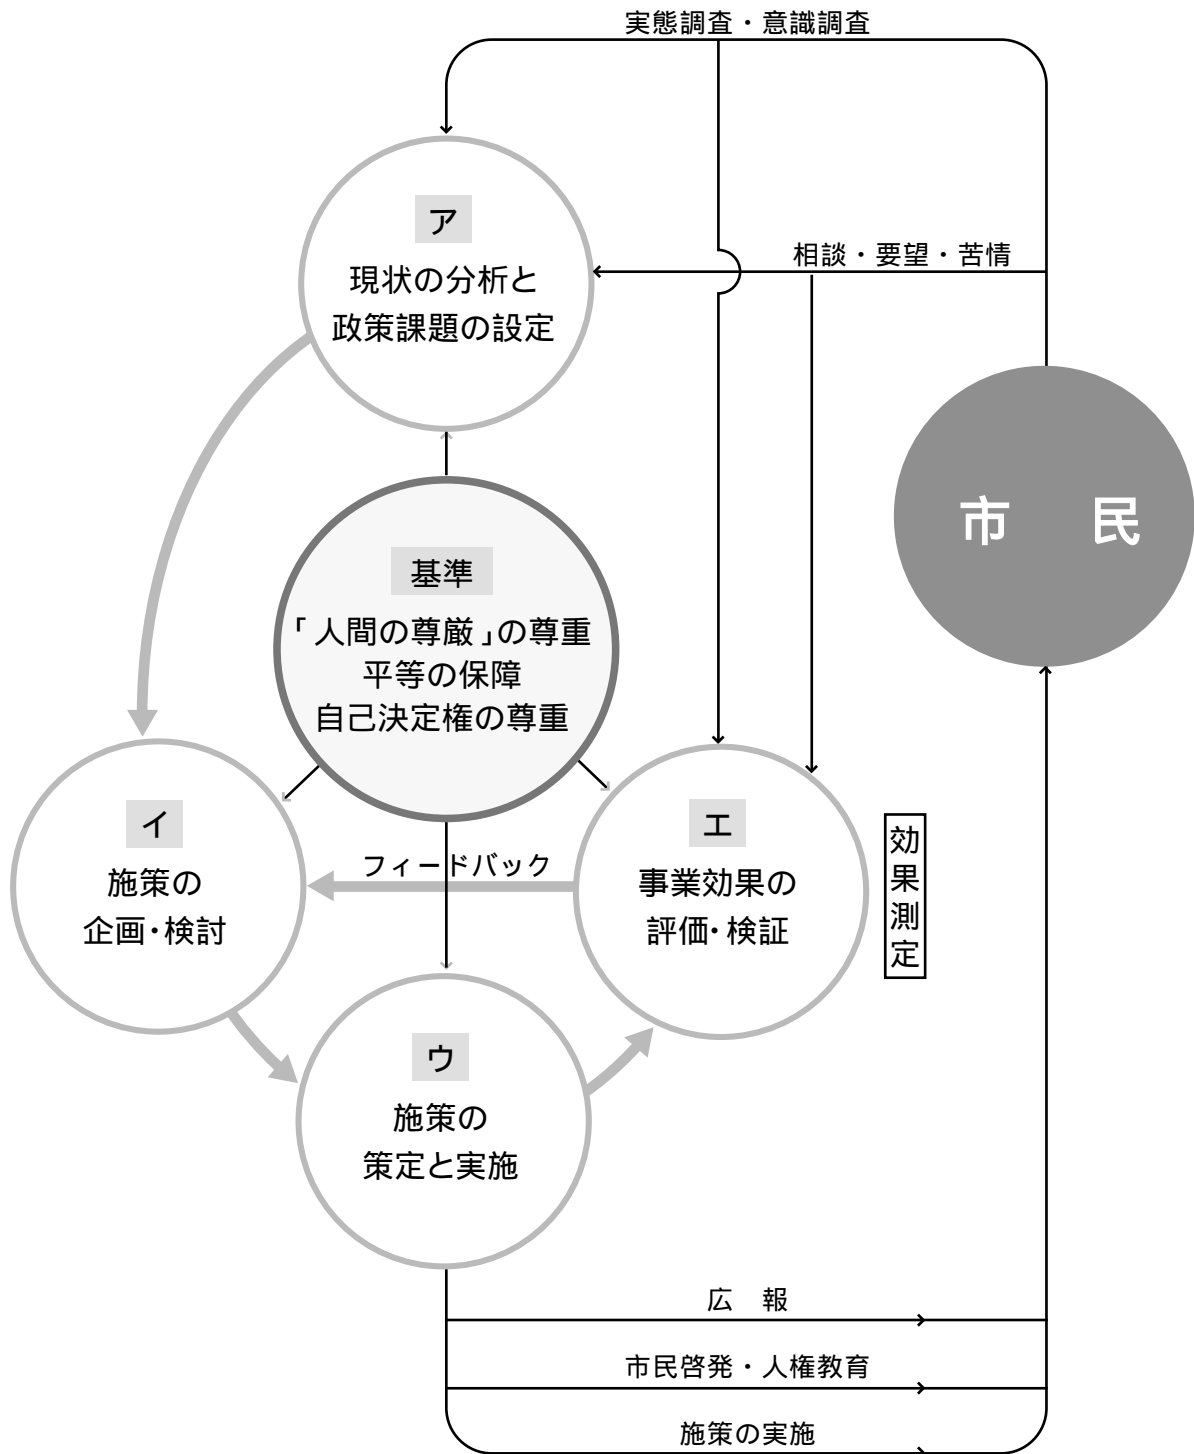 実態調査・意識調査
ア
現状の分析と
政策課題の設定
相談・要望・苦情
市　民
基準
「人間の尊厳」の尊重
平等の保障
自己決定権の尊重
イ
施策の
企画・検討
フィードバック
エ
事業効果の
評価・検証
効果測定
ウ
施策の
策定と実施
広　報
市民啓発・人権教育
施策の実施